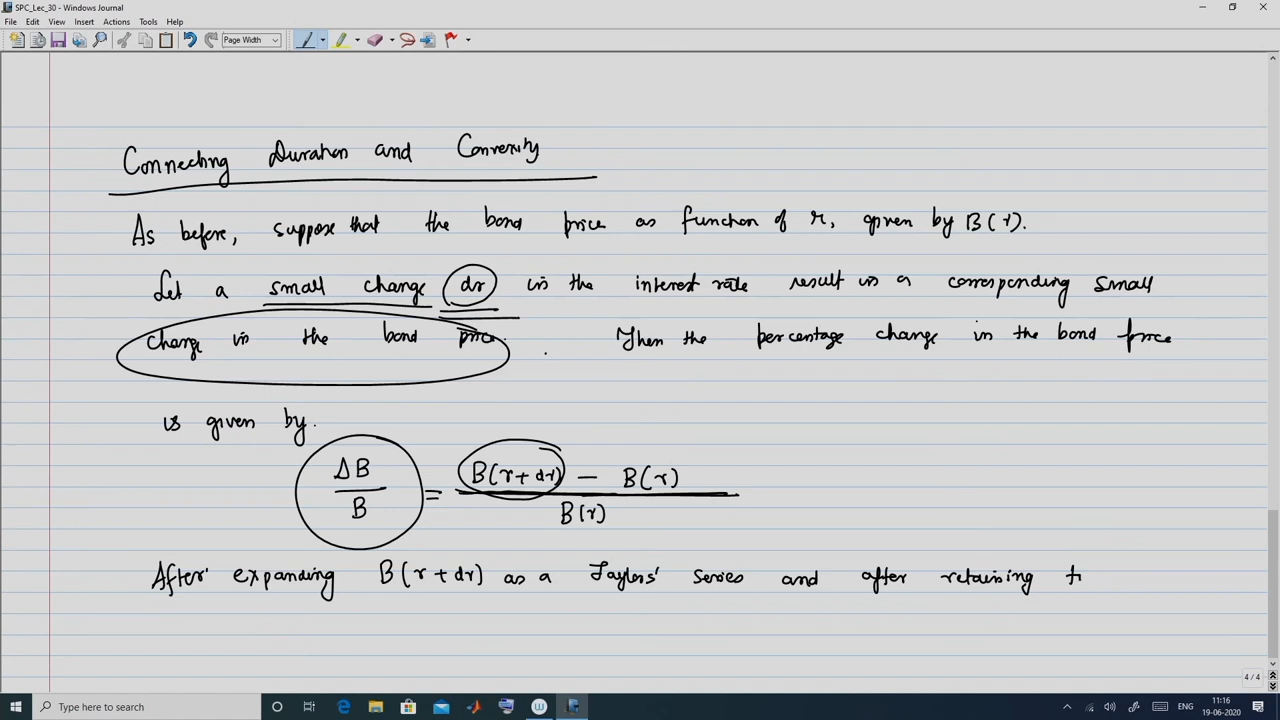 SPC_Lec_30 - Windows Journal
File Edit View Insert Actions Tools Help
Page Width
Connecting Duration and Convexity
As before, suppose that the bond price as function of r, given by B(r).
Let a small change dr in the interest rate result in a corresponding small
change in the bond price. Then the percentage change in the bond price
is given by.
ΔB/B = (B(r+dr) - B(r))/B(r)
After expanding B(r+dr) as a Taylors' series and after retaining t
4/4
Type here to search
ENG
11:16
19-06-2020